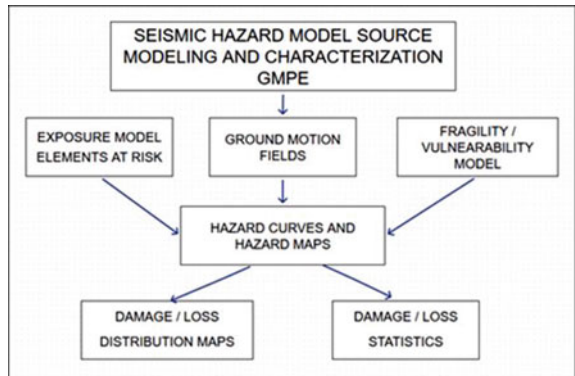 SEISMIC HAZARD MODEL SOURCE
MODELING AND CHARACTERIZATION
GMPE
EXPOSURE MODEL
ELEMENTS AT RISK
GROUND MOTION
FIELDS
FRAGILITY /
VULNEARABILITY
MODEL
HAZARD CURVES AND
HAZARD MAPS
DAMAGE / LOSS
DISTRIBUTION MAPS
DAMAGE / LOSS
STATISTICS